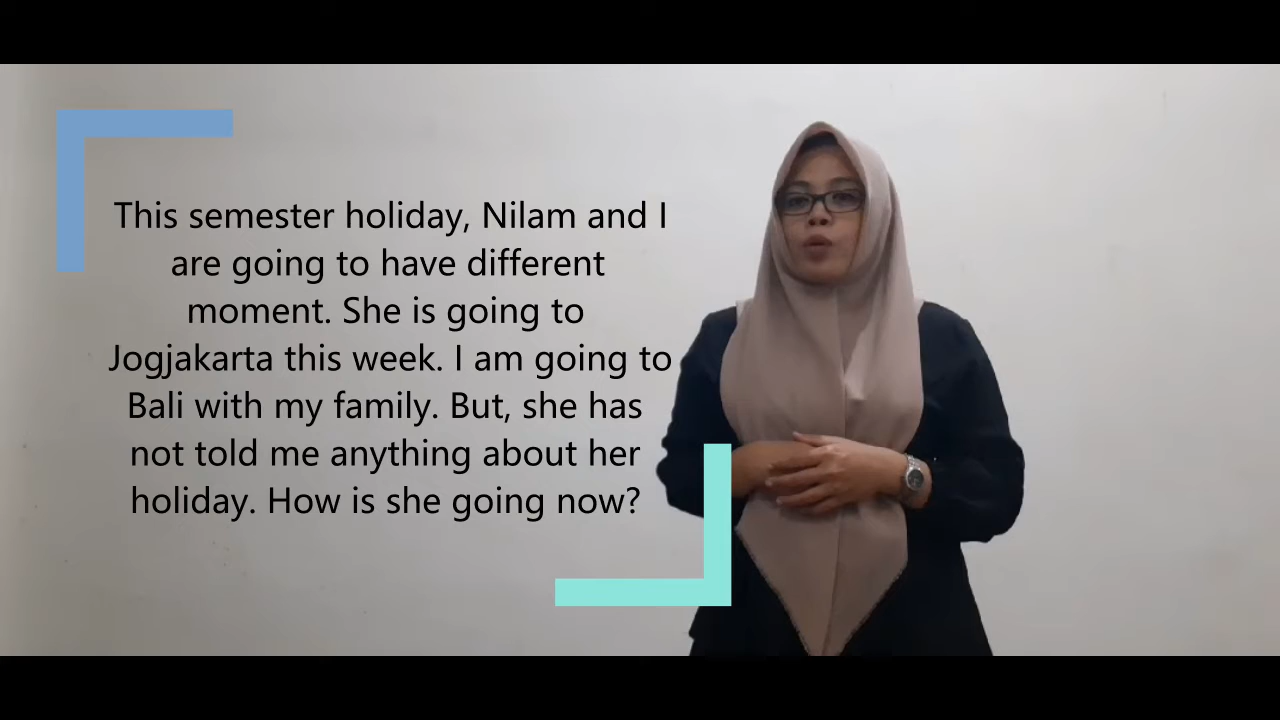 This semester holiday, Nilam and I
are going to have different
moment. She is going to
Jogjakarta this week. I am going to
Bali with my family. But, she has
not told me anything about her
holiday. How is she going now?